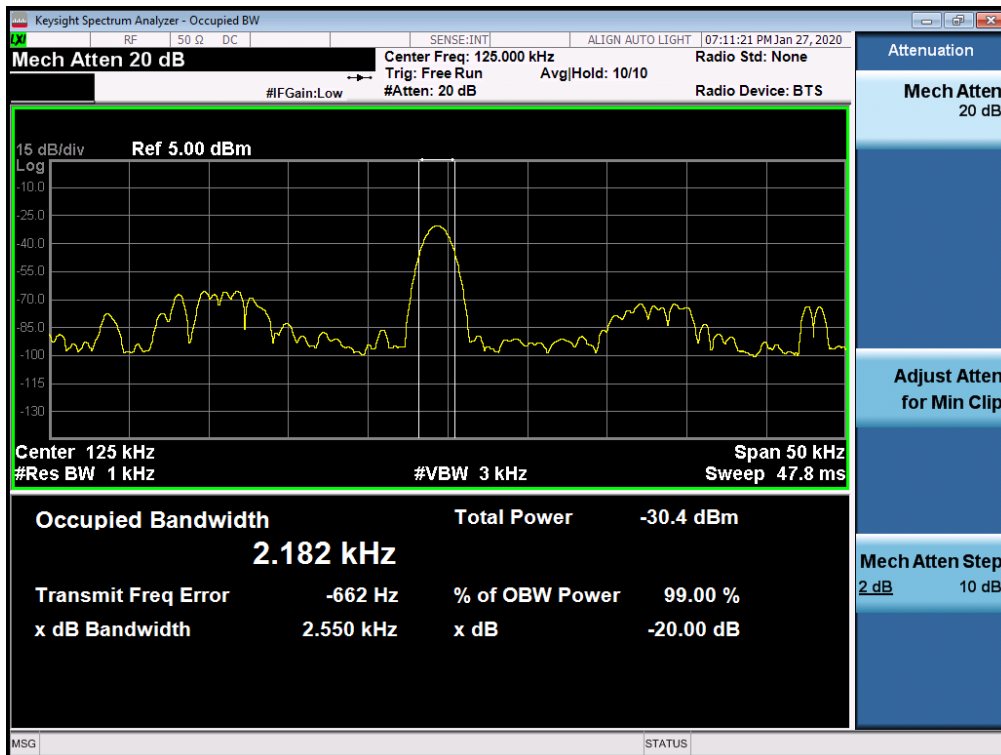 Keysight Spectrum Analyzer - Occupied BW
LXI RF 50 Ω DC SENSE:INT ALIGN AUTO LIGHT 07:11:21 PM Jan 27, 2020
Mech Atten 20 dB
Center Freq: 125.000 kHz Radio Std: None
Trig: Free Run Avg|Hold: 10/10
#IFGain:Low #Atten: 20 dB Radio Device: BTS
15 dB/div Ref 5.00 dBm
Log
-10.0
-25.0
-40.0
-55.0
-70.0
-85.0
-100
-115
-130
Center 125 kHz Span 50 kHz
#Res BW 1 kHz #VBW 3 kHz Sweep 47.8 ms
Occupied Bandwidth Total Power -30.4 dBm
2.182 kHz
Transmit Freq Error -662 Hz % of OBW Power 99.00 %
x dB Bandwidth 2.550 kHz x dB -20.00 dB
MSG STATUS
Attenuation
Mech Atten
20 dB
Adjust Atten
for Min Clip
Mech Atten Step
2 dB 10 dB